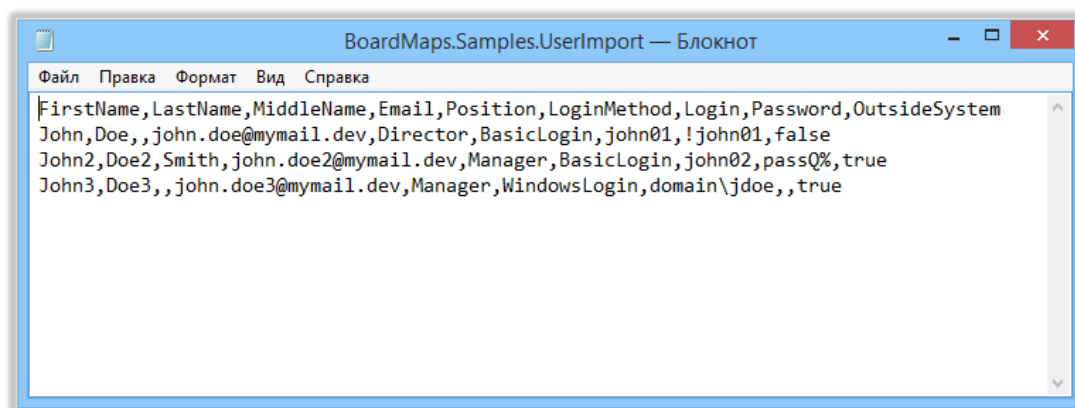 BoardMaps.Samples.UserImport — Блокнот
Файл Правка Формат Вид Справка
FirstName,LastName,MiddleName,Email,Position,LoginMethod,Login,Password,OutsideSystem
John,Doe,,john.doe@mymail.dev,Director,BasicLogin,john01,!john01,false
John2,Doe2,Smith,john.doe2@mymail.dev,Manager,BasicLogin,john02,passQ%,true
John3,Doe3,,john.doe3@mymail.dev,Manager,WindowsLogin,domain\jdoe,,true